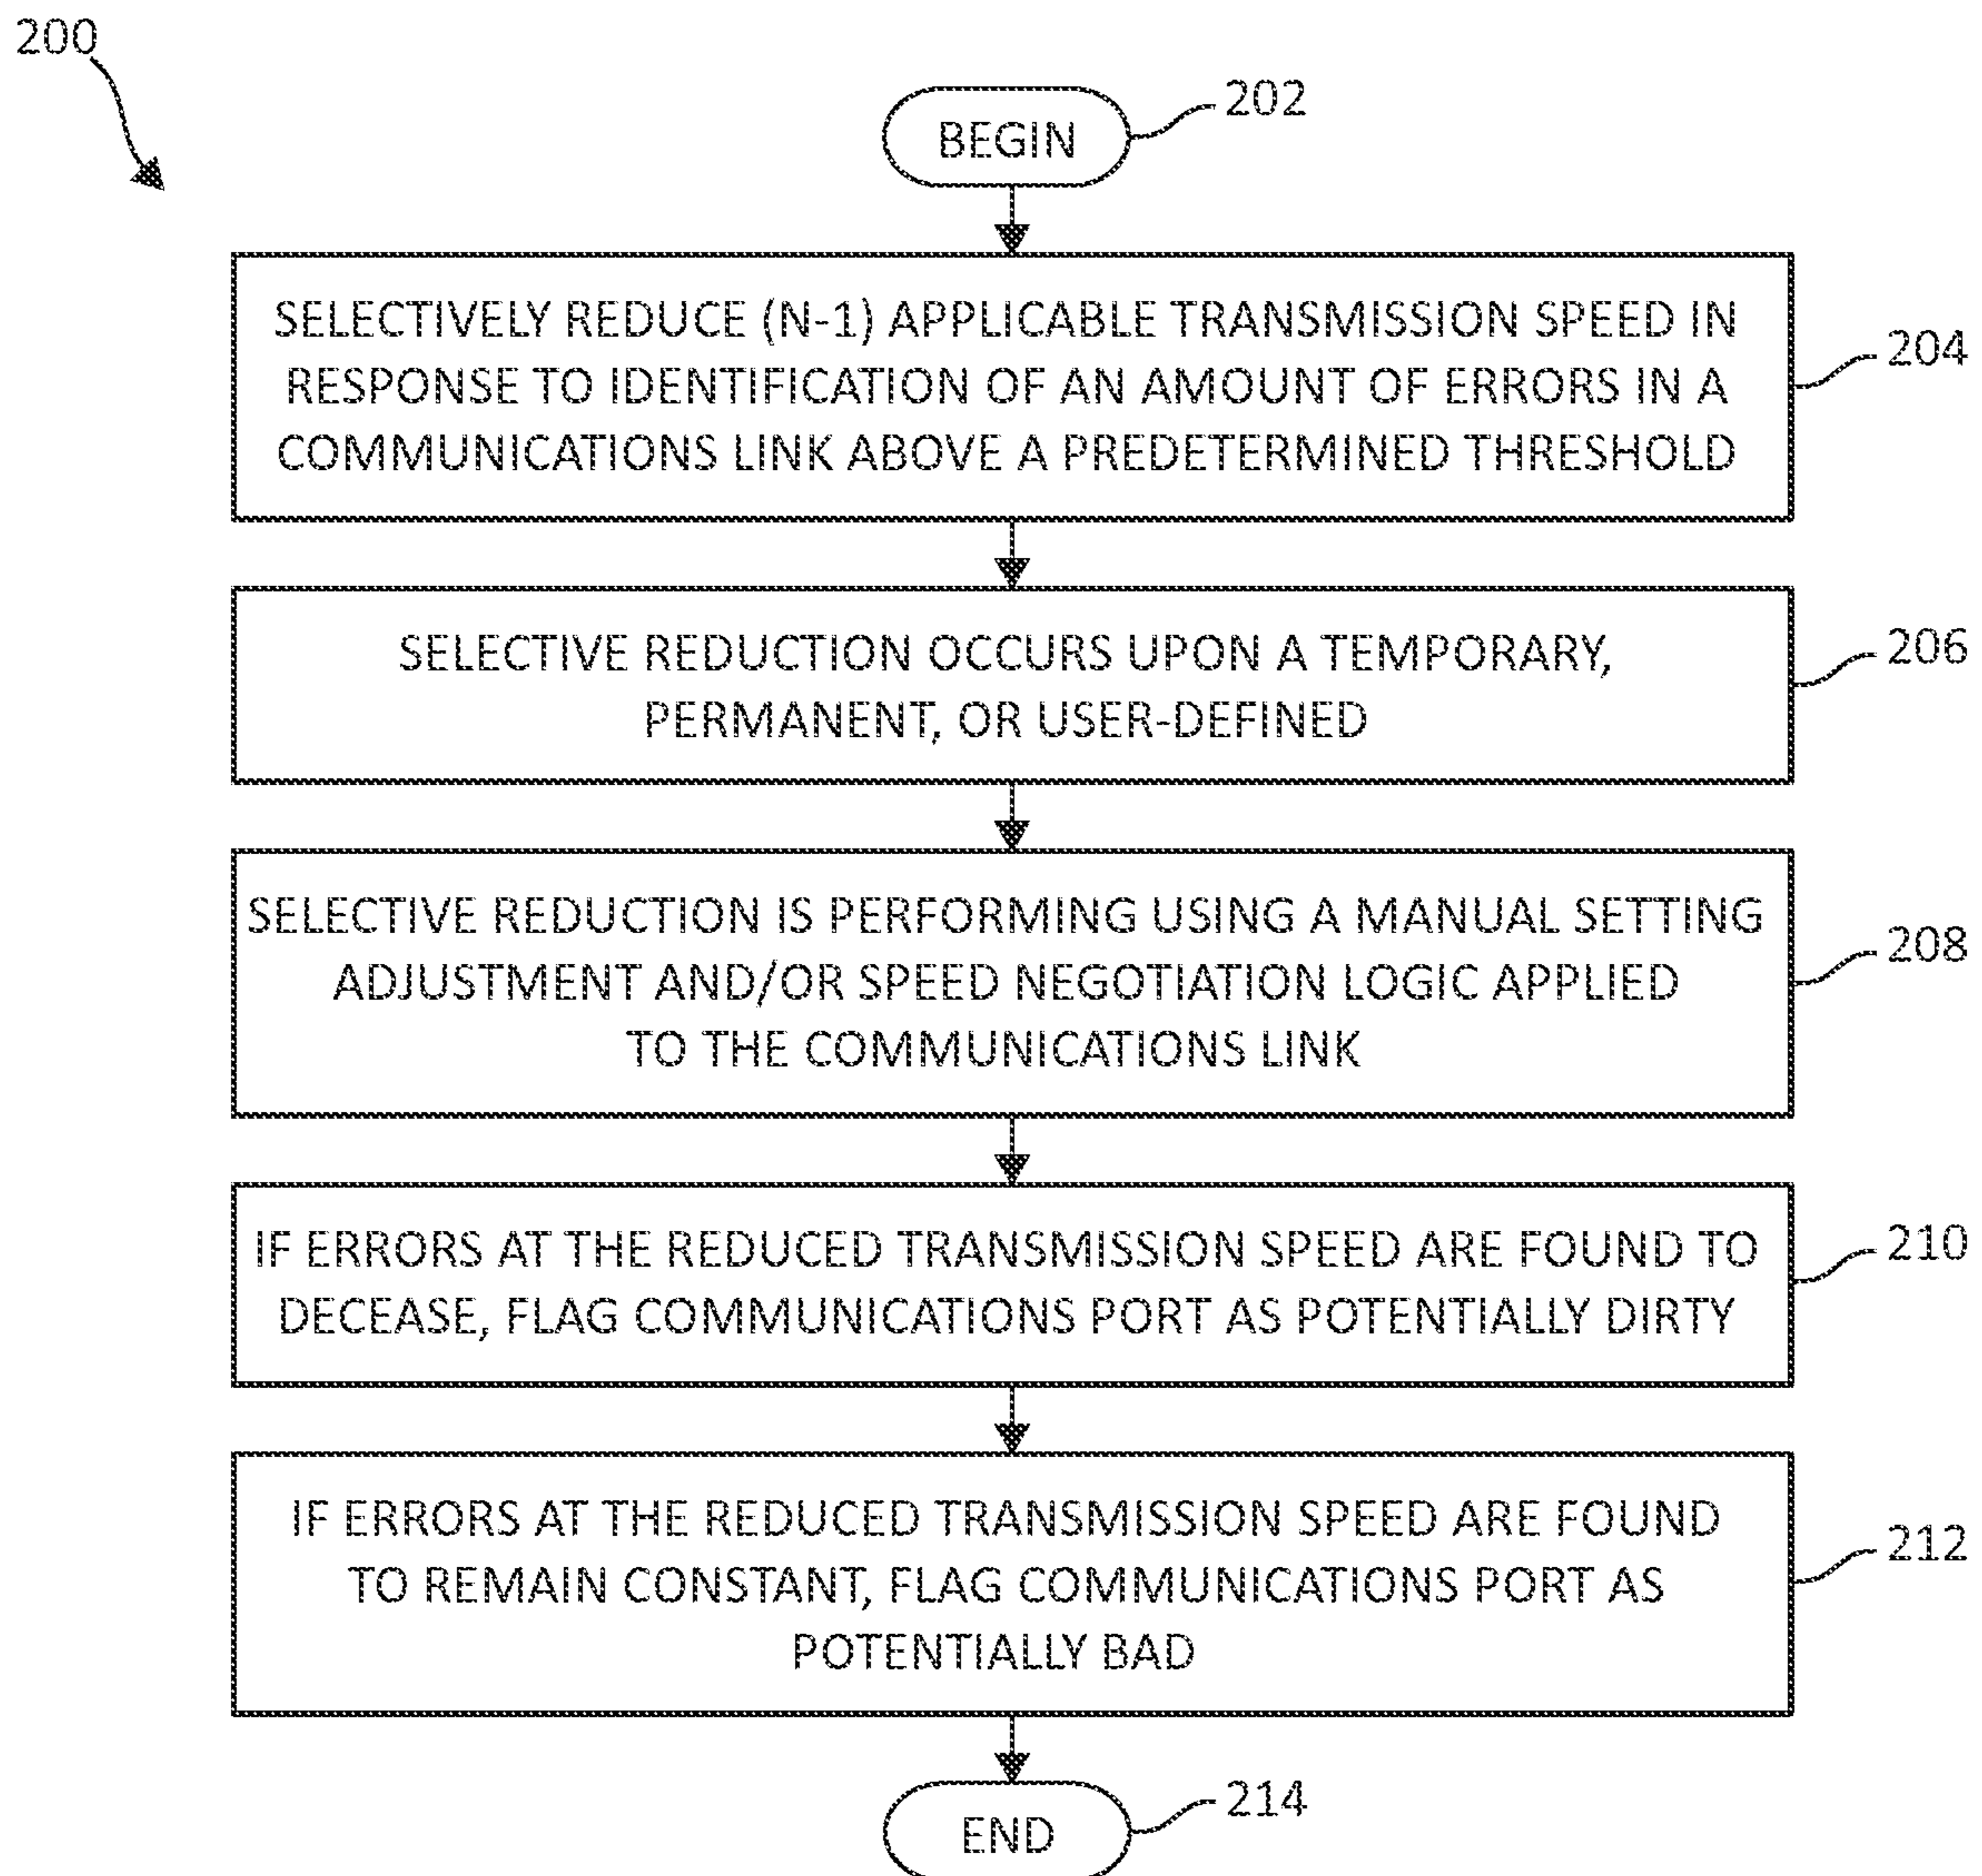 200
BEGIN
202
SELECTIVELY REDUCE (N-1) APPLICABLE TRANSMISSION SPEED IN
RESPONSE TO IDENTIFICATION OF AN AMOUNT OF ERRORS IN A
COMMUNICATIONS LINK ABOVE A PREDETERMINED THRESHOLD
204
SELECTIVE REDUCTION OCCURS UPON A TEMPORARY,
PERMANENT, OR USER-DEFINED
206
SELECTIVE REDUCTION IS PERFORMING USING A MANUAL SETTING
ADJUSTMENT AND/OR SPEED NEGOTIATION LOGIC APPLIED
TO THE COMMUNICATIONS LINK
208
IF ERRORS AT THE REDUCED TRANSMISSION SPEED ARE FOUND TO
DECEASE, FLAG COMMUNICATIONS PORT AS POTENTIALLY DIRTY
210
IF ERRORS AT THE REDUCED TRANSMISSION SPEED ARE FOUND
TO REMAIN CONSTANT, FLAG COMMUNICATIONS PORT AS
POTENTIALLY BAD
212
END
214